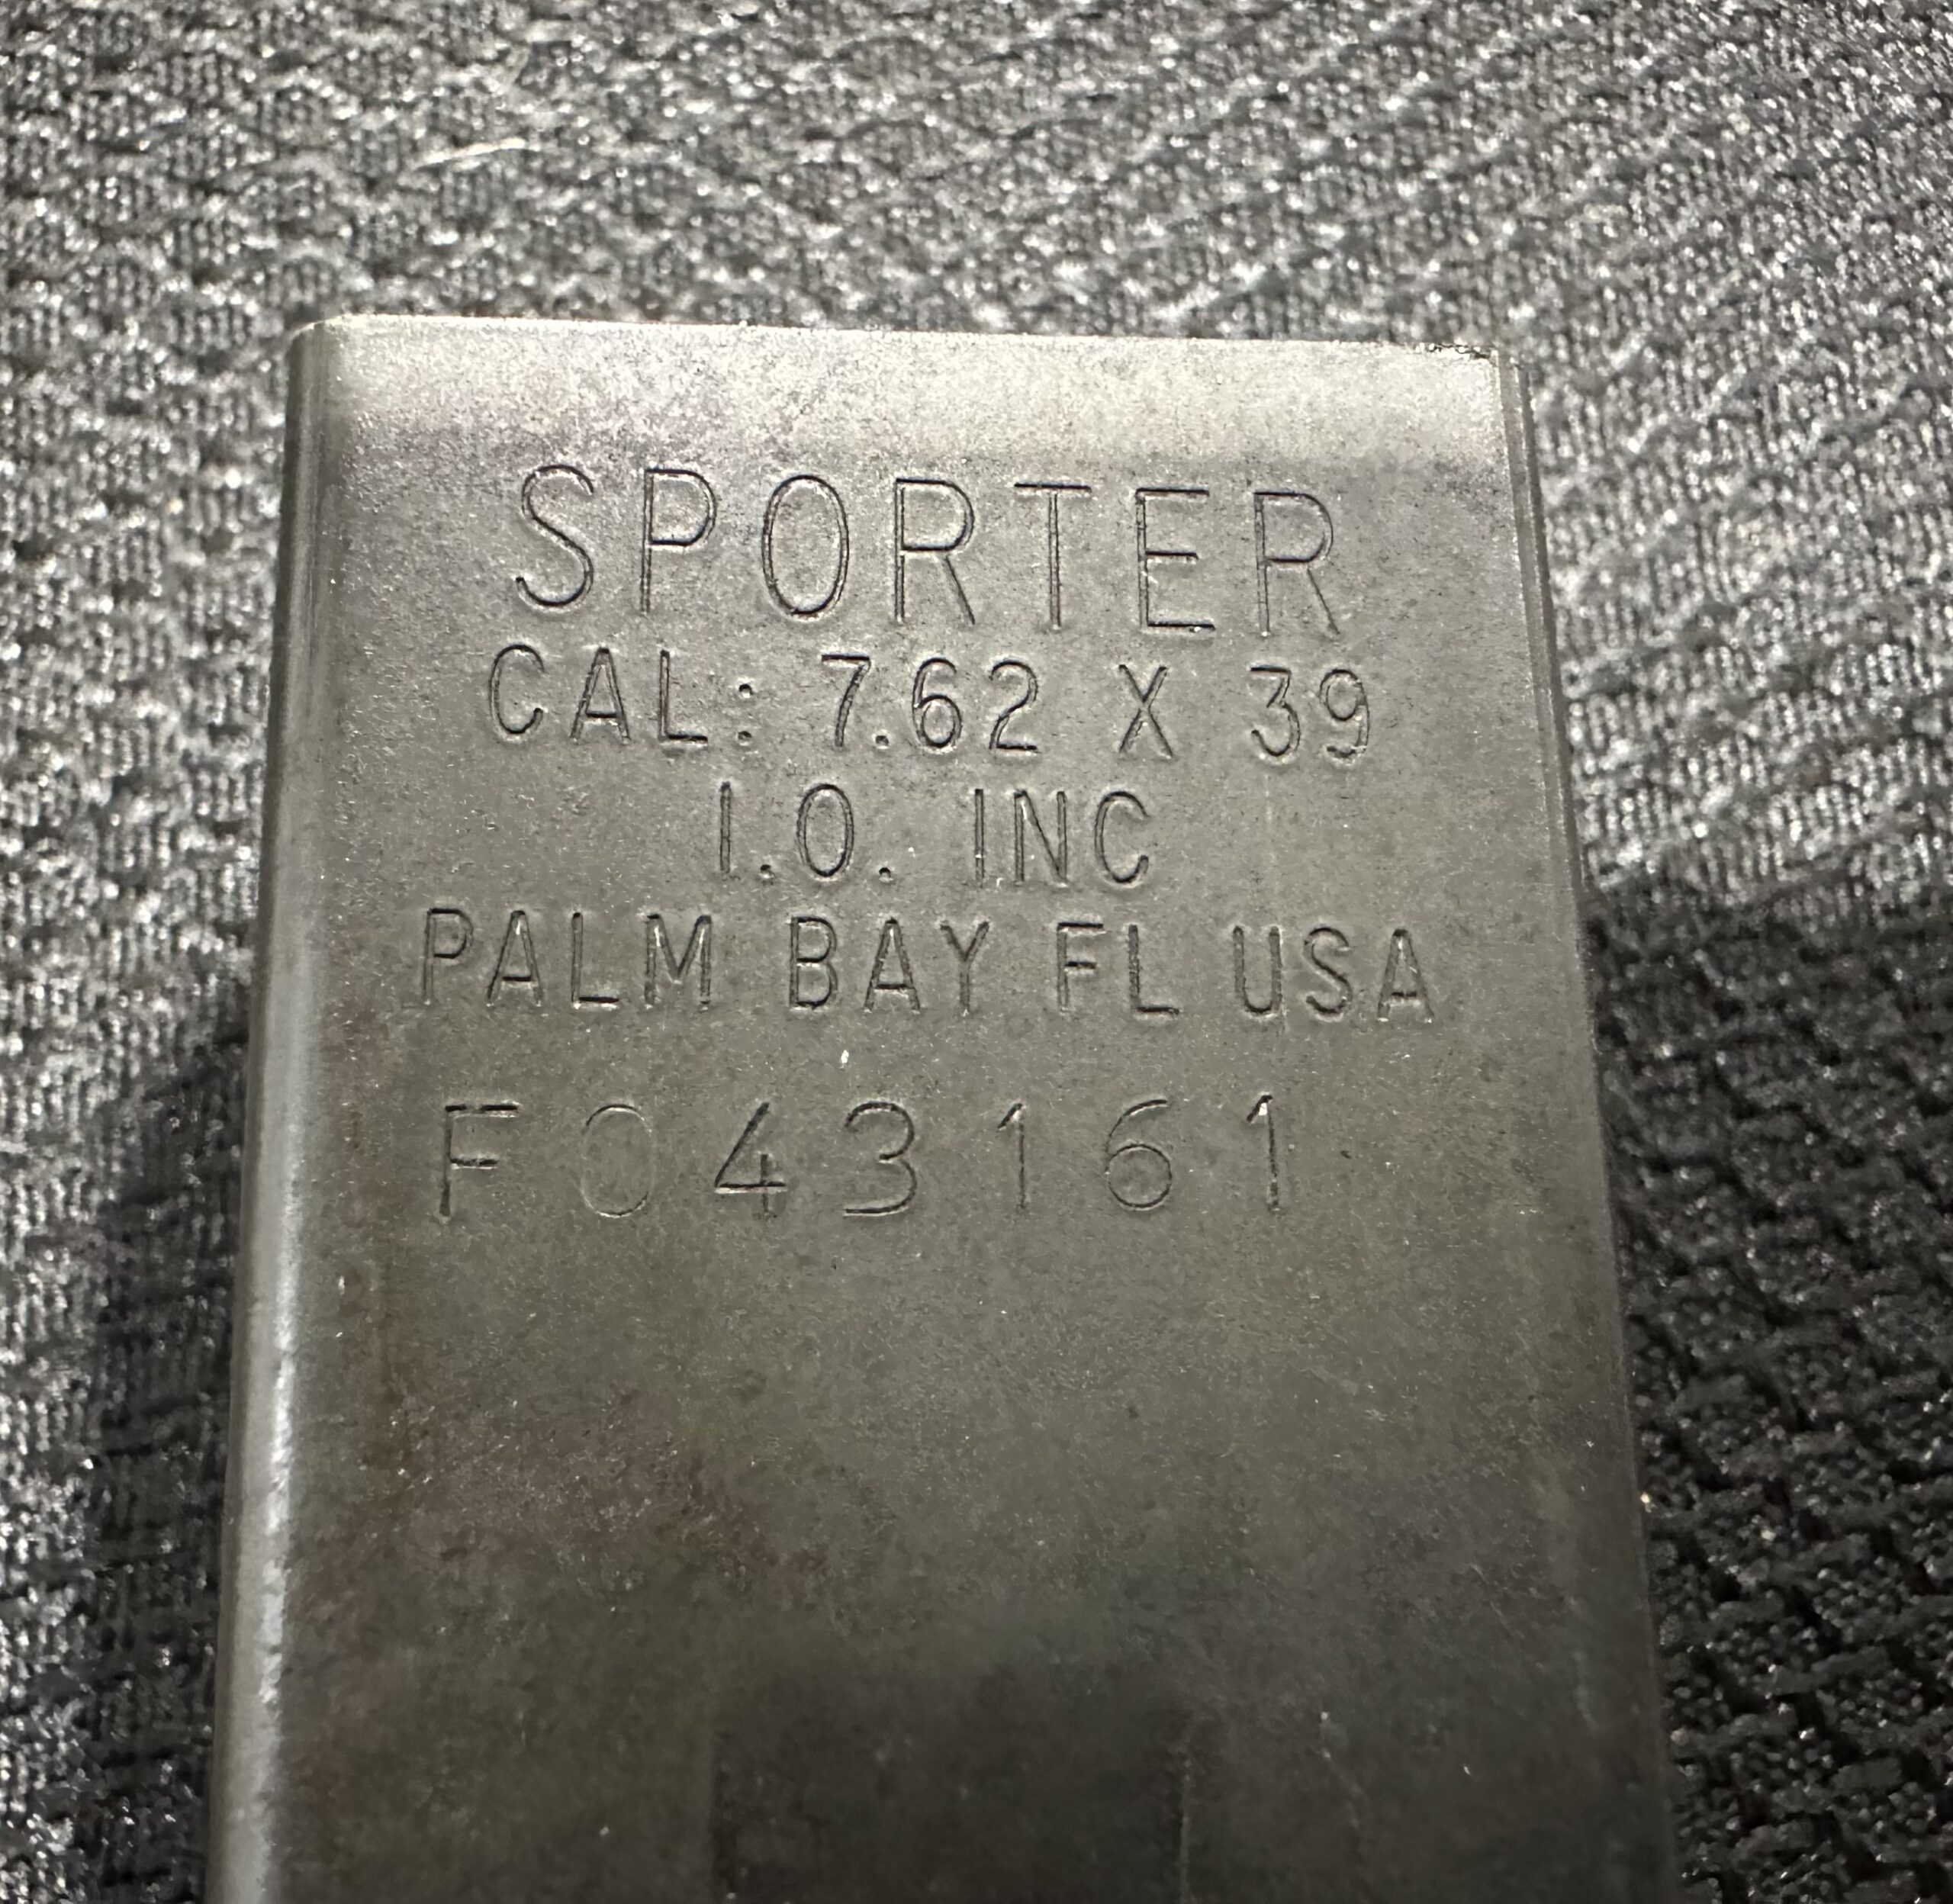 SPORTER
CAL: 7.62 X 39
I.O. INC
PALM BAY FL USA
F043161